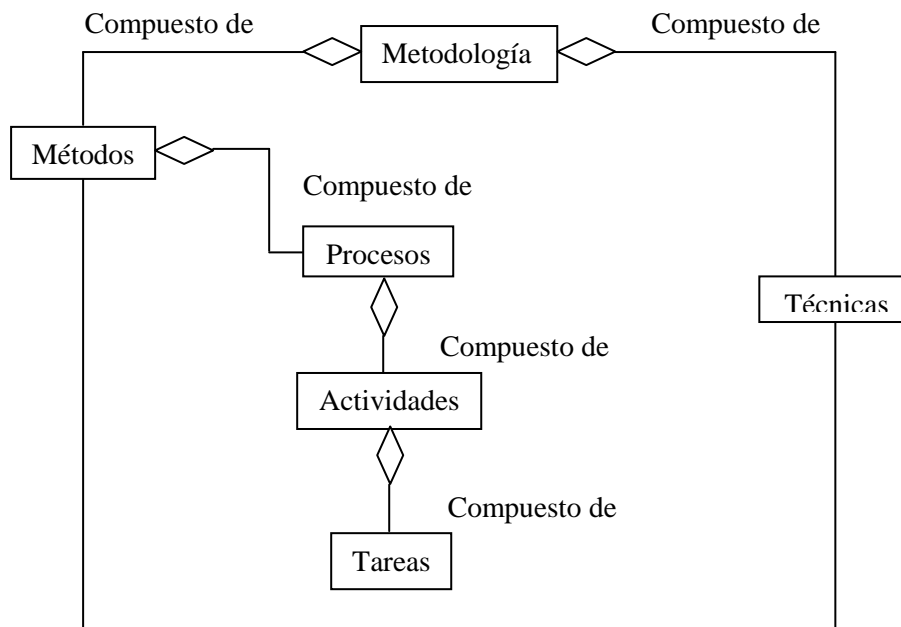 Compuesto de
Compuesto de
Metodología
Métodos
Compuesto de
Procesos
Técnicas
Compuesto de
Actividades
Compuesto de
Tareas